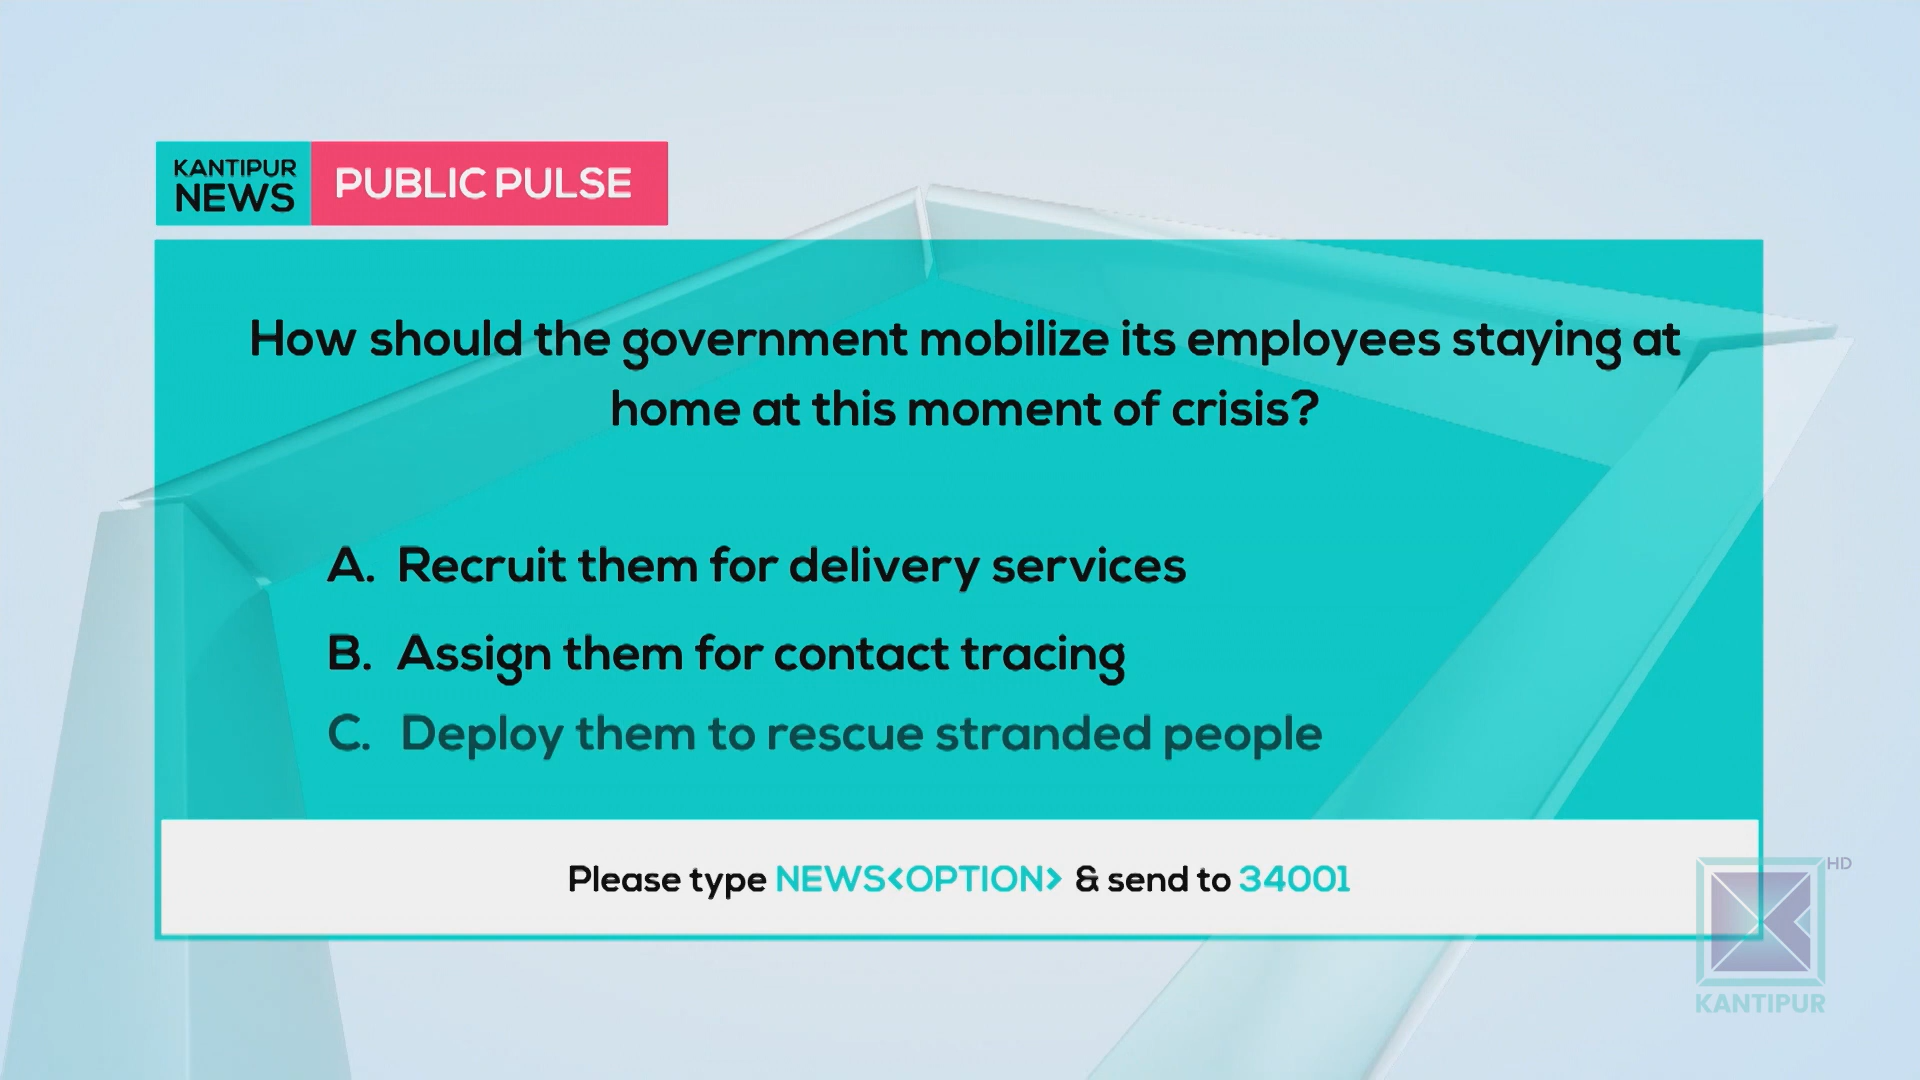 KANTIPUR
NEWS
PUBLIC PULSE
How should the government mobilize its employees staying at
home at this moment of crisis?
A. Recruit them for delivery services
B. Assign them for contact tracing
C. Deploy them to rescue stranded people
Please type NEWS<OPTION> & send to 34001
HD
KANTIPUR